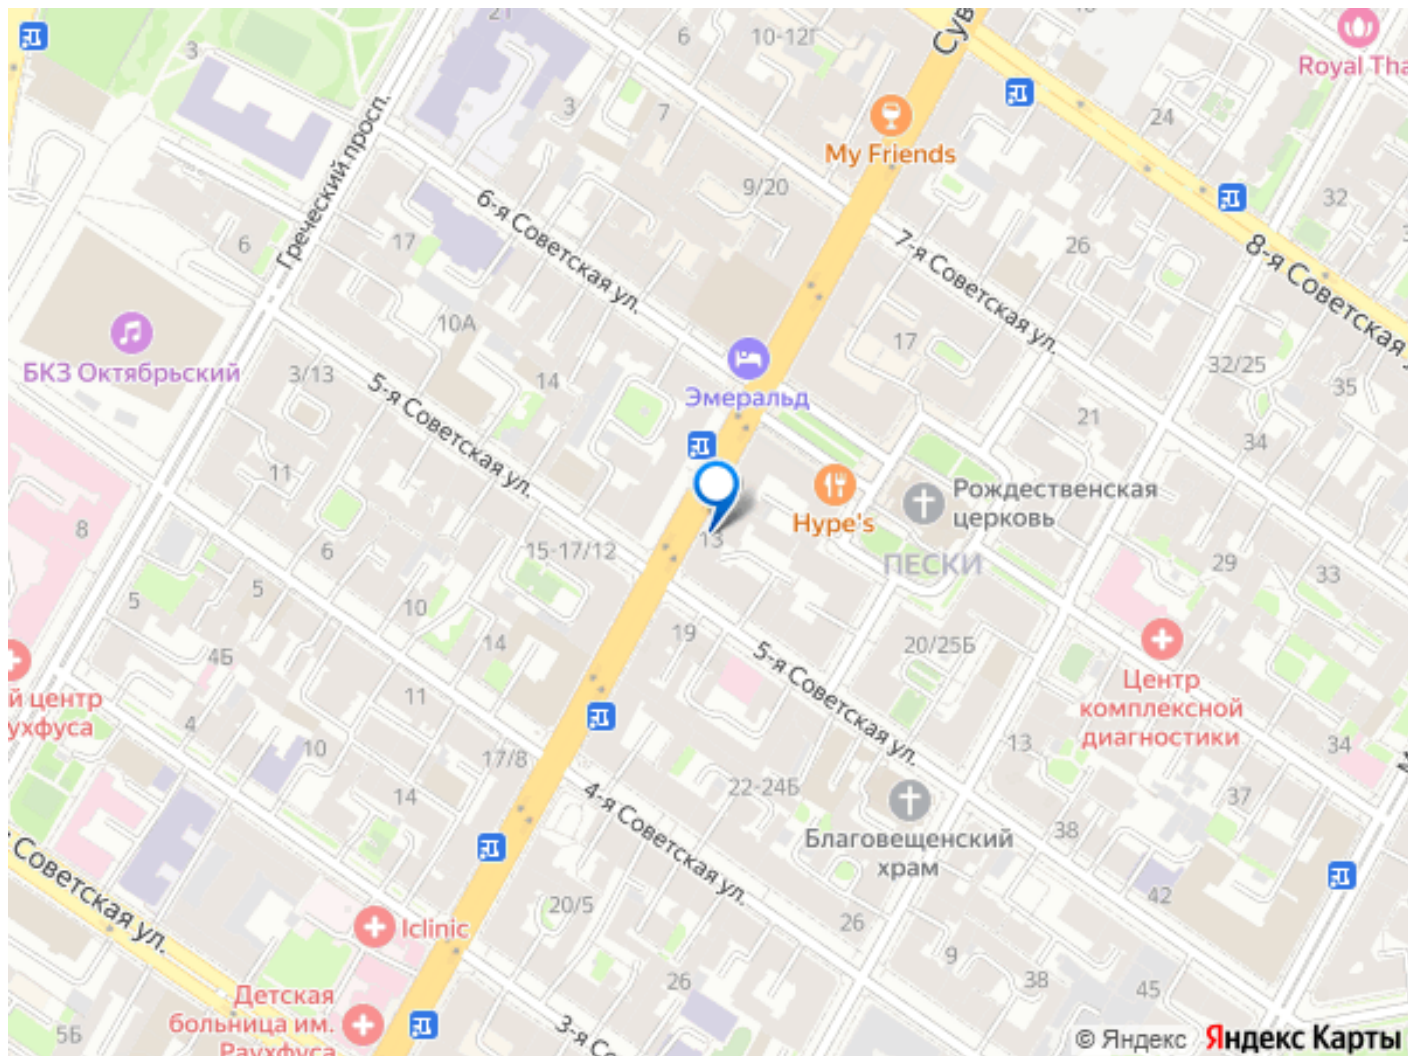 21
6
10-12Г
Сув
Royal Tha
3
3
7
24
My Friends
Греческий просп.
9/20
32
6-я Советская ул.
17
6
7-я Советская ул.
26
8-я Советская
10А
БКЗ Октябрьский
3/13
14
17
32/25
35
Эмеральд
5-я Советская ул.
21
34
11
Рождественская
церковь
Hype's
8
13
15-17/12
6
ПЕСКИ
29
33
5
5
10
14
19
4Б
20/25Б
5-я Советская ул.
Центр
комплексной
диагностики
й центр
ухфуса
11
4
10
17/8
13
34
14
22-24Б
4-я Советская ул.
37
38
Благовещенский
храм
Советская ул.
42
20/5
26
Iclinic
9
26
38
45
Детская
больница им.
Раухфуса
3-я Со
5Б
© Яндекс Яндекс Карты